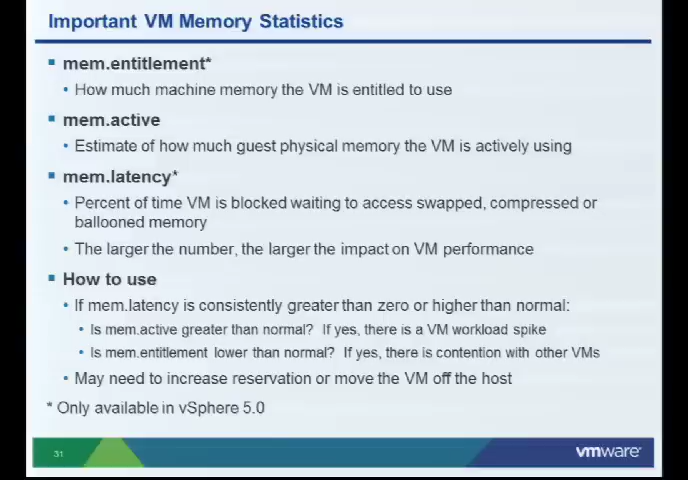 Important VM Memory Statistics
▪ mem.entitlement*
• How much machine memory the VM is entitled to use
▪ mem.active
• Estimate of how much guest physical memory the VM is actively using
▪ mem.latency*
• Percent of time VM is blocked waiting to access swapped, compressed or
ballooned memory
• The larger the number, the larger the impact on VM performance
▪ How to use
• If mem.latency is consistently greater than zero or higher than normal:
• Is mem.active greater than normal? If yes, there is a VM workload spike
• Is mem.entitlement lower than normal? If yes, there is contention with other VMs
• May need to increase reservation or move the VM off the host
* Only available in vSphere 5.0
31
vmware®